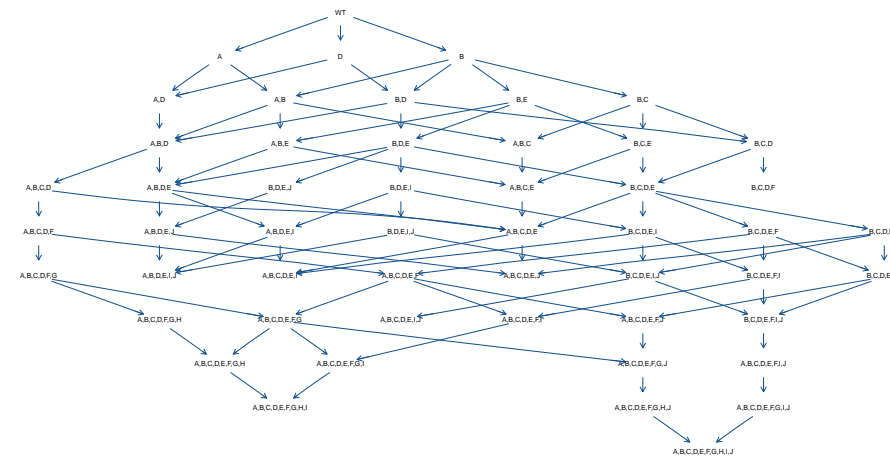 WT
A D B
A,D A,B B,D B,E B,C
A,B,D A,B,E B,D,E A,B,C B,C,E B,C,D
A,B,C,D A,B,D,E B,D,E,J B,D,E,I A,B,C,E B,C,D,E B,C,D,F
A,B,C,D,F A,B,D,E,J A,B,D,E,I B,D,E,I,J A,B,C,D,E B,C,D,E,I B,C,D,E,F
A,B,C,D,F,G A,B,D,E,I,J A,B,C,D,E,I A,B,C,D,E,F A,B,C,D,E,J B,C,D,E,I,J B,C,D,E,F,I
A,B,C,D,F,G,H A,B,C,D,E,F,G A,B,C,D,E,I,J A,B,C,D,E,F,I A,B,C,D,E,F,J B,C,D,E,F,I,J
A,B,C,D,E,F,G,H A,B,C,D,E,F,G,I A,B,C,D,E,F,G,J A,B,C,D,E,F,I,J
A,B,C,D,E,F,G,H,I A,B,C,D,E,F,G,H,J A,B,C,D,E,F,G,I,J
A,B,C,D,E,F,G,H,I,J